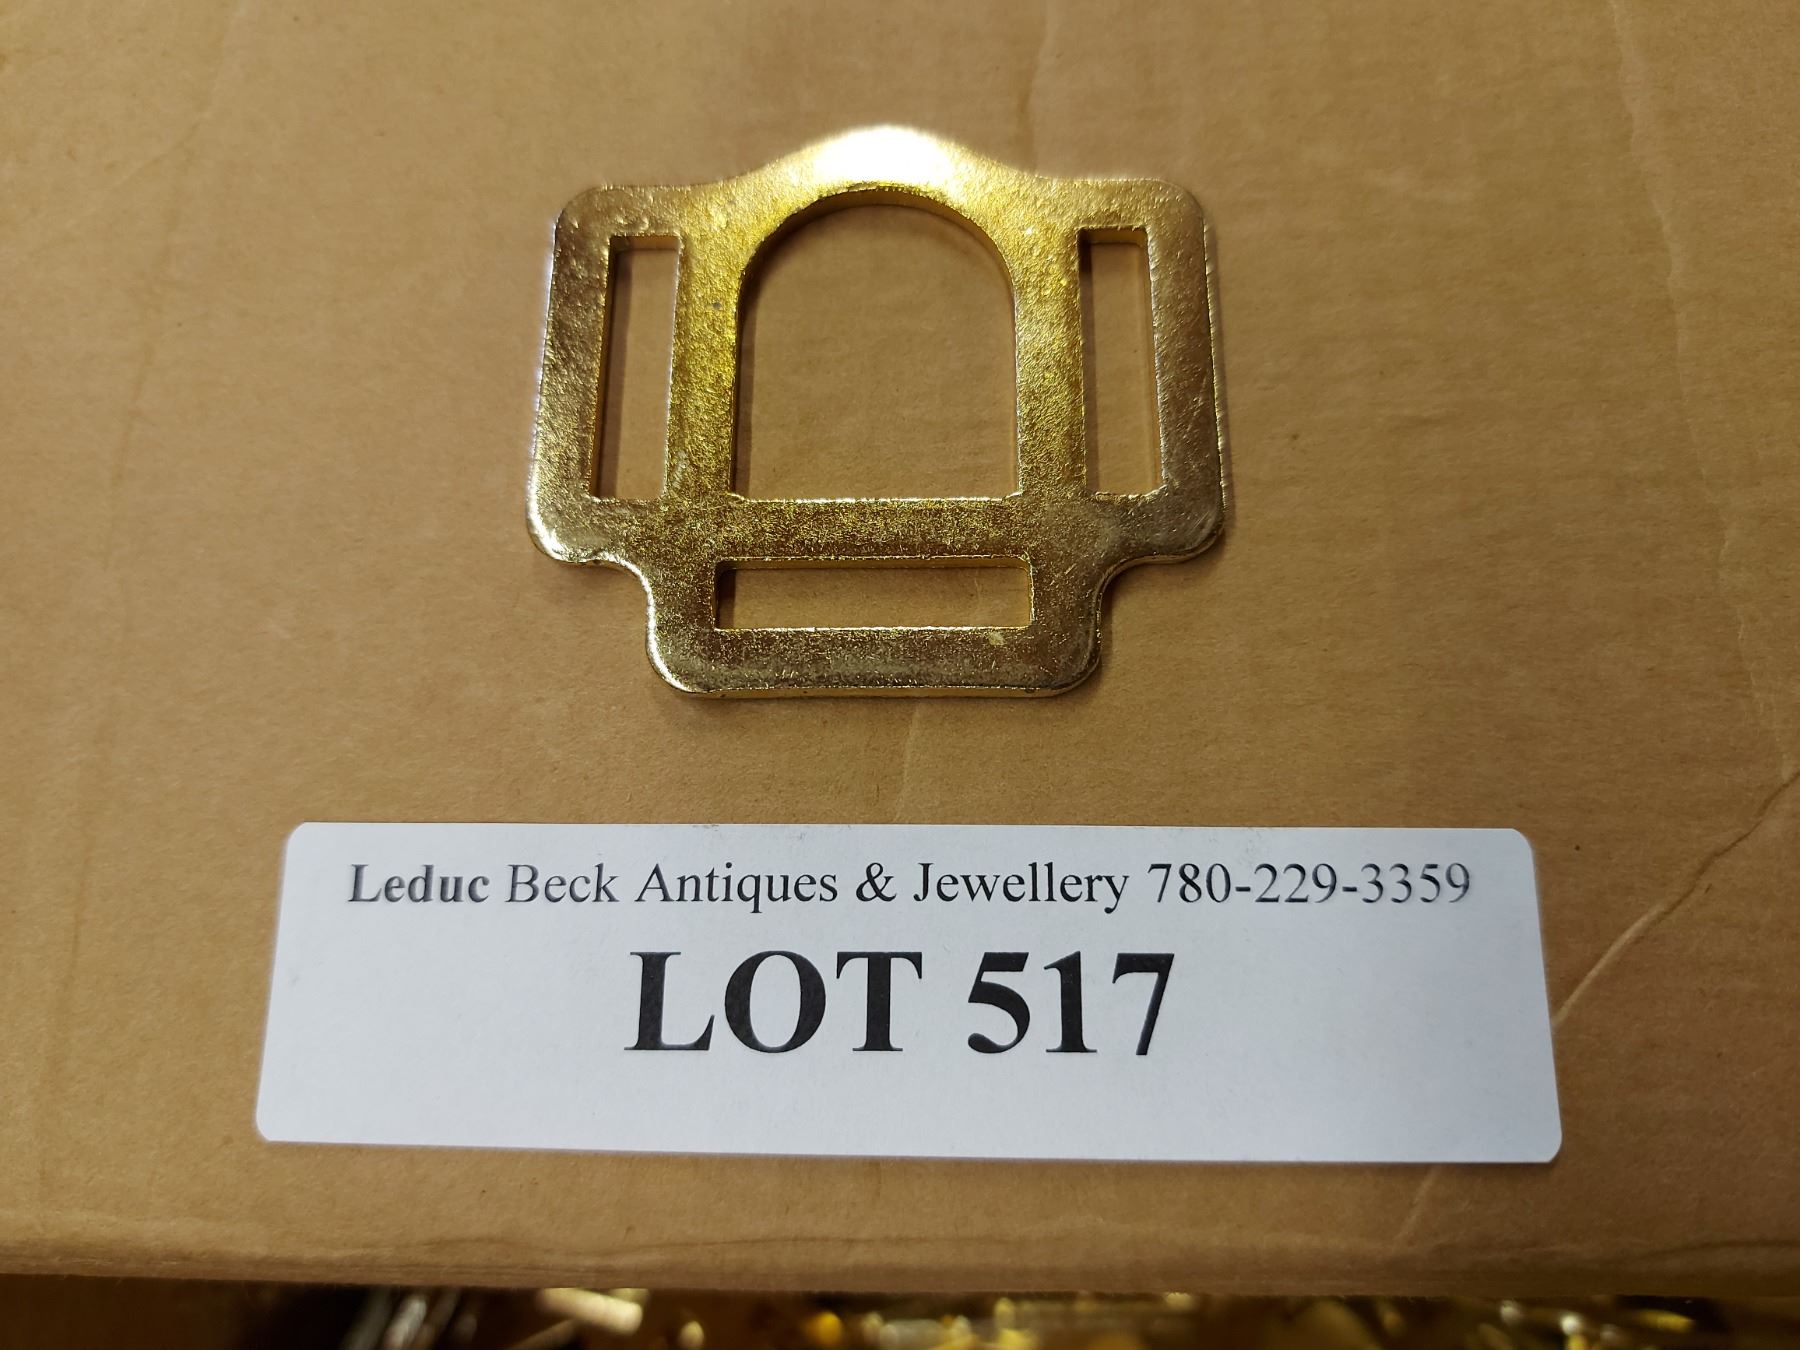 Leduc Beck Antiques & Jewellery 780-229-3359
LOT 517